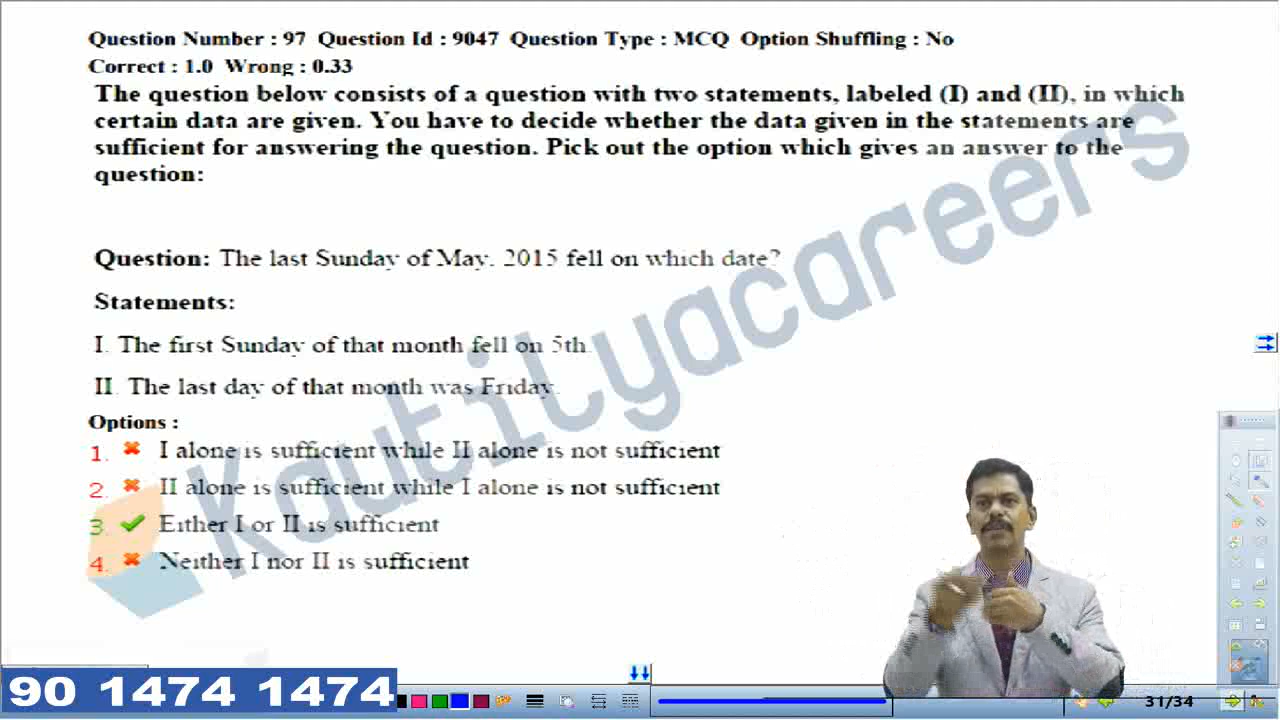 Question Number : 97 Question Id : 9047 Question Type : MCQ Option Shuffling : No
Correct : 1.0 Wrong : 0.33
The question below consists of a question with two statements, labeled (I) and (II), in which
certain data are given. You have to decide whether the data given in the statements are
sufficient for answering the question. Pick out the option which gives an answer to the
question:
Question: The last Sunday of May, 2015 fell on which date?
Statements:
I. The first Sunday of that month fell on 5th.
II. The last day of that month was Friday.
Options :
1. I alone is sufficient while II alone is not sufficient
2. II alone is sufficient while I alone is not sufficient
3. Either I or II is sufficient
4. Neither I nor II is sufficient
Kautilyacareers
90 1474 1474
31/34